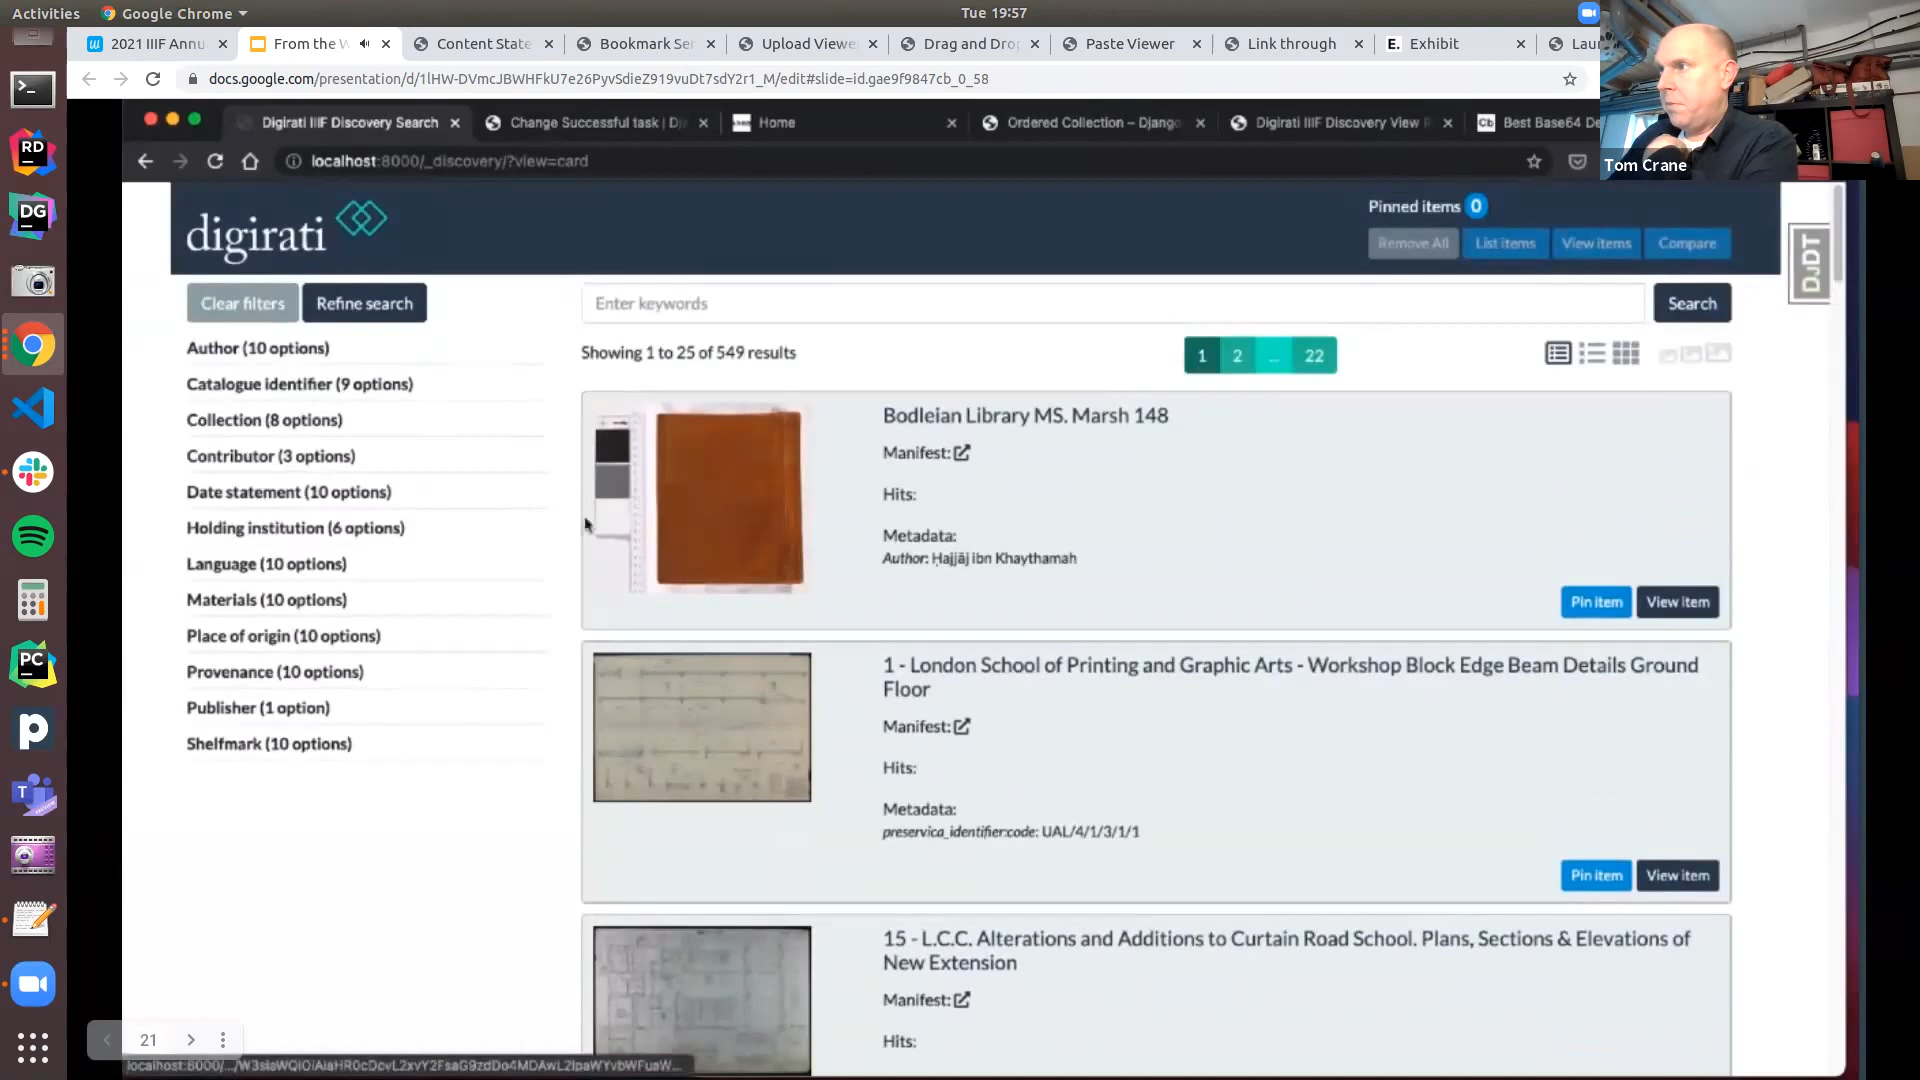 Activities Google Chrome Tue 19:57
2021 IIIF Annu From the W Content State Bookmark Ser Upload Viewe Drag and Drop Paste Viewer Link through Exhibit Lau
docs.google.com/presentation/d/1lHW-DVmcJBWHFkU7e26PyvSdieZ919vuDt7sdY2r1_M/edit#slide=id.gae9f9847cb_0_58
Tom Crane
Digirati IIIF Discovery Search Change Successful task | Dja Home Ordered Collection – Django Digirati IIIF Discovery View R Best Base64 De
localhost:8000/_discovery/?view=card
digirati
Pinned items 0
Remove All List items View items Compare
DjDT
Clear filters Refine search
Enter keywords Search
Author (10 options)
Catalogue identifier (9 options)
Collection (8 options)
Contributor (3 options)
Date statement (10 options)
Holding institution (6 options)
Language (10 options)
Materials (10 options)
Place of origin (10 options)
Provenance (10 options)
Publisher (1 option)
Shelfmark (10 options)
Showing 1 to 25 of 549 results
1 2 ... 22
Bodleian Library MS. Marsh 148
Manifest:
Hits:
Metadata:
Author: Ḥajjāj ibn Khaythamah
Pin item View item
1 - London School of Printing and Graphic Arts - Workshop Block Edge Beam Details Ground
Floor
Manifest:
Hits:
Metadata:
preservica_identifier:code: UAL/4/1/3/1/1
Pin item View item
15 - L.C.C. Alterations and Additions to Curtain Road School. Plans, Sections & Elevations of
New Extension
Manifest:
Hits:
21